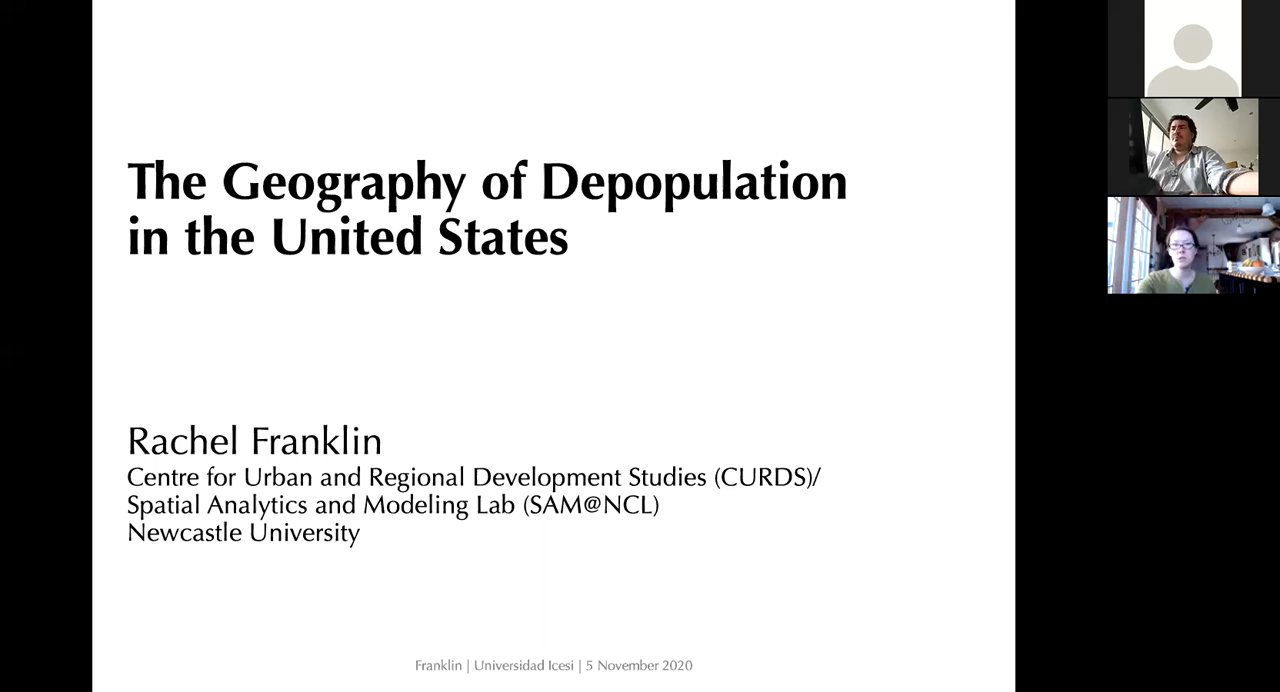 The Geography of Depopulation
in the United States
Rachel Franklin
Centre for Urban and Regional Development Studies (CURDS)/
Spatial Analytics and Modeling Lab (SAM@NCL)
Newcastle University
Franklin | Universidad Icesi | 5 November 2020